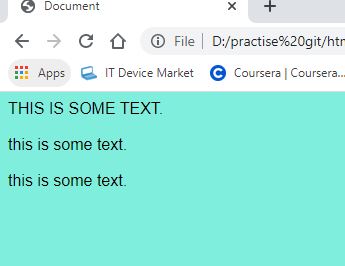 Document
File D:/practise%20git/htm
Apps IT Device Market Coursera | Coursera...
THIS IS SOME TEXT.
this is some text.
this is some text.